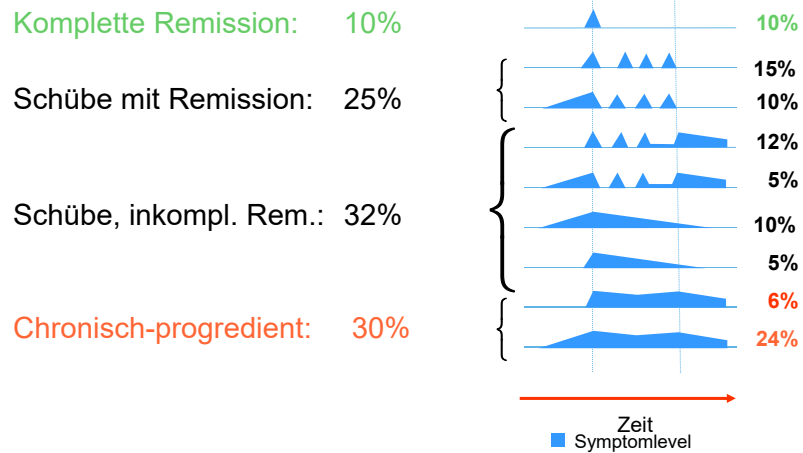 Komplette Remission: 10%
10%
15%
Schübe mit Remission: 25%
10%
12%
5%
Schübe, inkompl. Rem.: 32%
10%
5%
6%
Chronisch-progredient: 30%
24%
Zeit
Symptomlevel